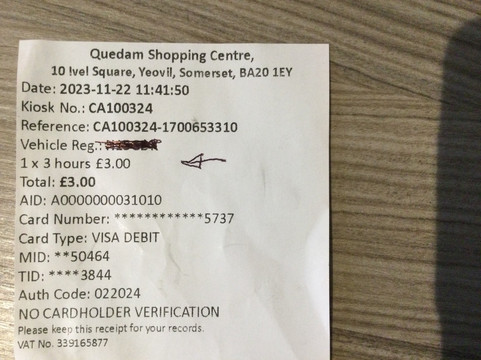 Quedam Shopping Centre,
10 Ivel Square, Yeovil, Somerset, BA20 1EY
Date: 2023-11-22 11:41:50
Kiosk No.: CA100324
Reference: CA100324-1700653310
Vehicle Reg.:
1 x 3 hours £3.00
Total: £3.00
AID: A0000000031010
Card Number: ************5737
Card Type: VISA DEBIT
MID: **50464
TID: ****3844
Auth Code: 022024
NO CARDHOLDER VERIFICATION
Please keep this receipt for your records.
VAT No. 339165877